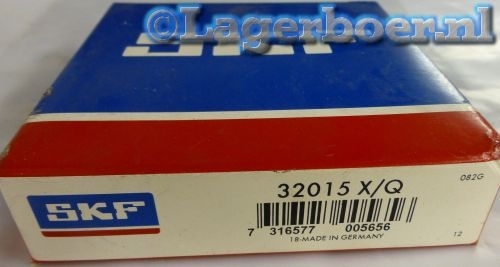 ©Lagerboer.nl
SKF
32015 X/Q
082G
SKF
7 316577 005656
18-MADE IN GERMANY
12